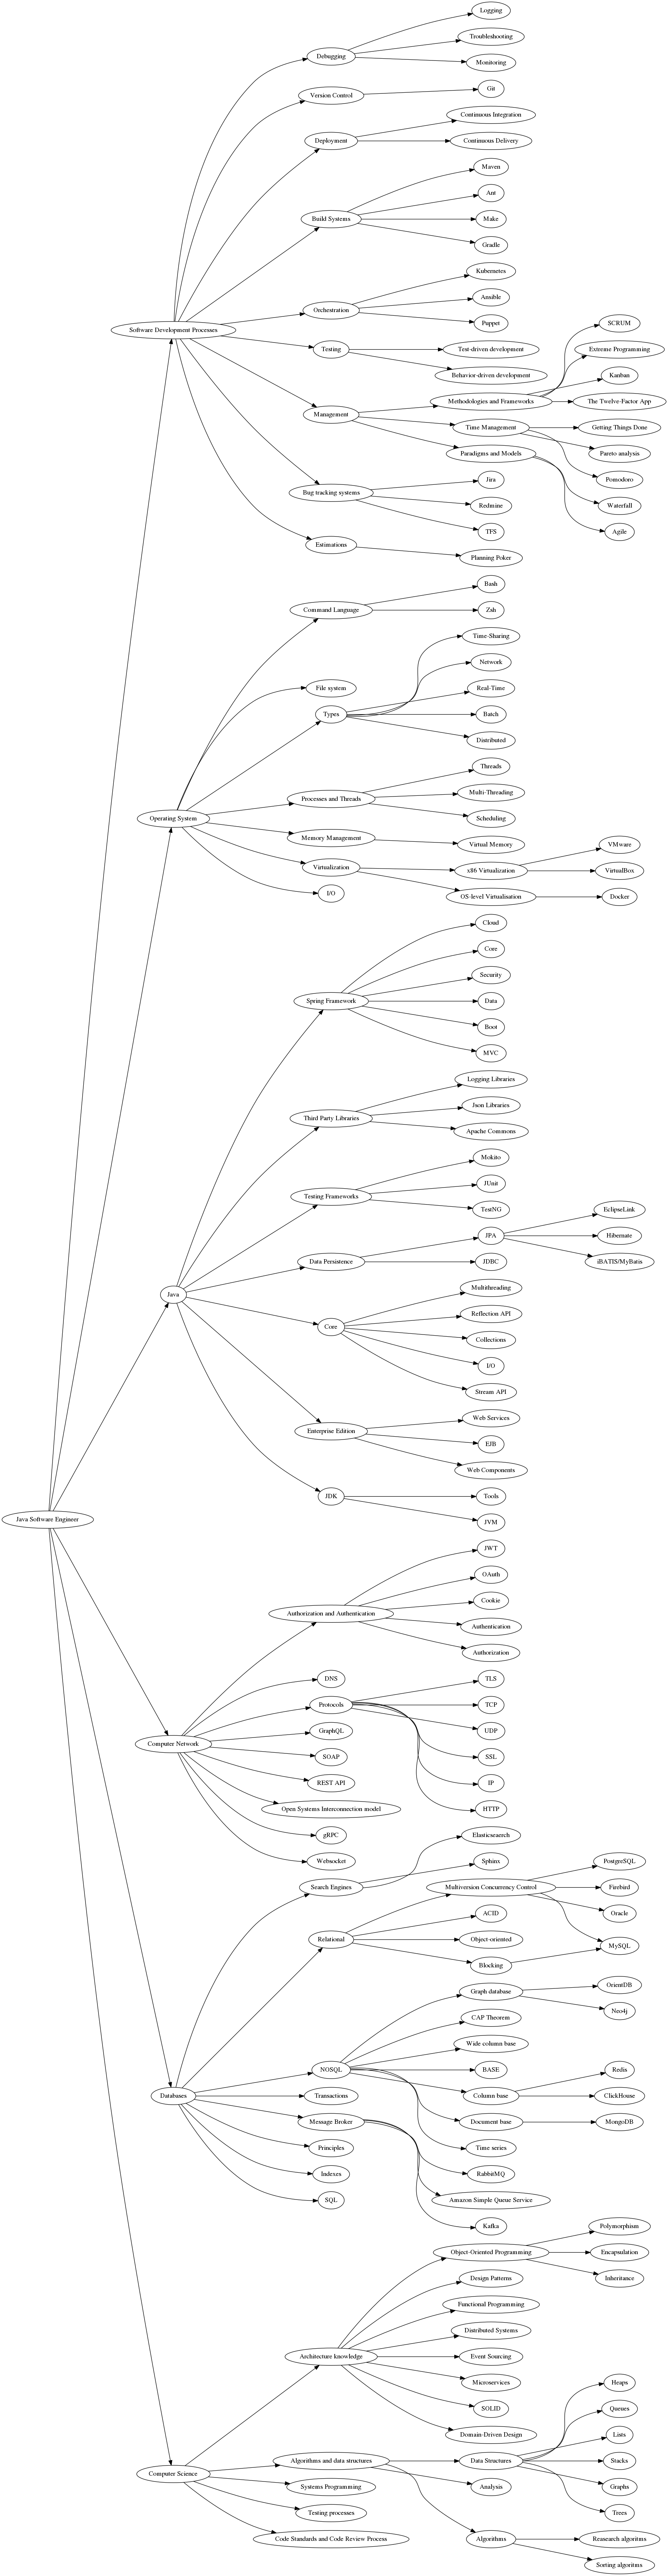 Logging
Troubleshooting
Debugging
Monitoring
Git
Version Control
Continuous Integration
Deployment
Continuous Delivery
Maven
Ant
Build Systems
Make
Gradle
Kubernetes
Ansible
Orchestration
Puppet
SCRUM
Software Development Processes
Testing
Test-driven development
Extreme Programming
Behavior-driven development
Kanban
Methodologies and Frameworks
The Twelve-Factor App
Management
Time Management
Getting Things Done
Paradigms and Models
Pareto analysis
Jira
Pomodoro
Bug tracking systems
Redmine
Waterfall
TFS
Agile
Estimations
Planning Poker
Bash
Command Language
Zsh
Time-Sharing
Network
File system
Real-Time
Types
Batch
Distributed
Threads
Processes and Threads
Multi-Threading
Operating System
Scheduling
Memory Management
Virtual Memory
VMware
Virtualization
x86 Virtualization
VirtualBox
I/O
OS-level Virtualisation
Docker
Cloud
Core
Security
Spring Framework
Data
Boot
MVC
Logging Libraries
Json Libraries
Third Party Libraries
Apache Commons
Mokito
JUnit
Testing Frameworks
TestNG
EclipseLink
JPA
Hibernate
Data Persistence
JDBC
iBATIS/MyBatis
Multithreading
Java
Reflection API
Core
Collections
I/O
Stream API
Web Services
Enterprise Edition
EJB
Web Components
JDK
Tools
JVM
Java Software Engineer
JWT
OAuth
Cookie
Authorization and Authentication
Authentication
Authorization
DNS
TLS
Protocols
TCP
GraphQL
UDP
Computer Network
SOAP
SSL
REST API
IP
Open Systems Interconnection model
HTTP
gRPC
Elasticsraerch
Websocket
Sphinx
PostgreSQL
Search Engines
Multiversion Concurrency Control
Firebird
ACID
Oracle
Relational
Object-oriented
MySQL
Blocking
OrientDB
Graph database
Neo4j
CAP Theorem
Wide column base
NOSQL
BASE
Redis
Databases
Transactions
Column base
ClickHouse
Message Broker
Document base
MongoDB
Principles
Time series
Indexes
RabbitMQ
SQL
Amazon Simple Queue Service
Kafka
Polymorphism
Object-Oriented Programming
Encapsulation
Design Patterns
Inheritance
Functional Programming
Distributed Systems
Architecture knowledge
Event Sourcing
Microservices
Heaps
SOLID
Queues
Domain-Driven Design
Lists
Algorithms and data structures
Data Structures
Stacks
Computer Science
Systems Programming
Analysis
Graphs
Testing processes
Trees
Code Standards and Code Review Process
Algorithms
Reasearch algoritms
Sorting algoritms